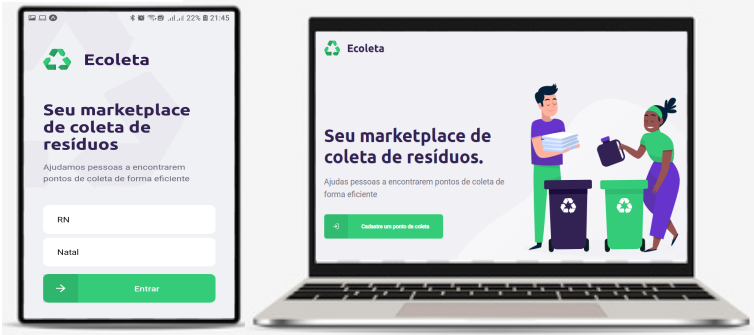 22% 21:45
Ecoleta
Seu marketplace
de coleta de
resíduos
Ajudamos pessoas a encontrarem
pontos de coleta de forma eficiente
RN
Natal
Entrar
Ecoleta
Seu marketplace de
coleta de resíduos.
Ajudas pessoas a encontrarem pontos de coleta de
forma eficiente
Cadastre um ponto de coleta